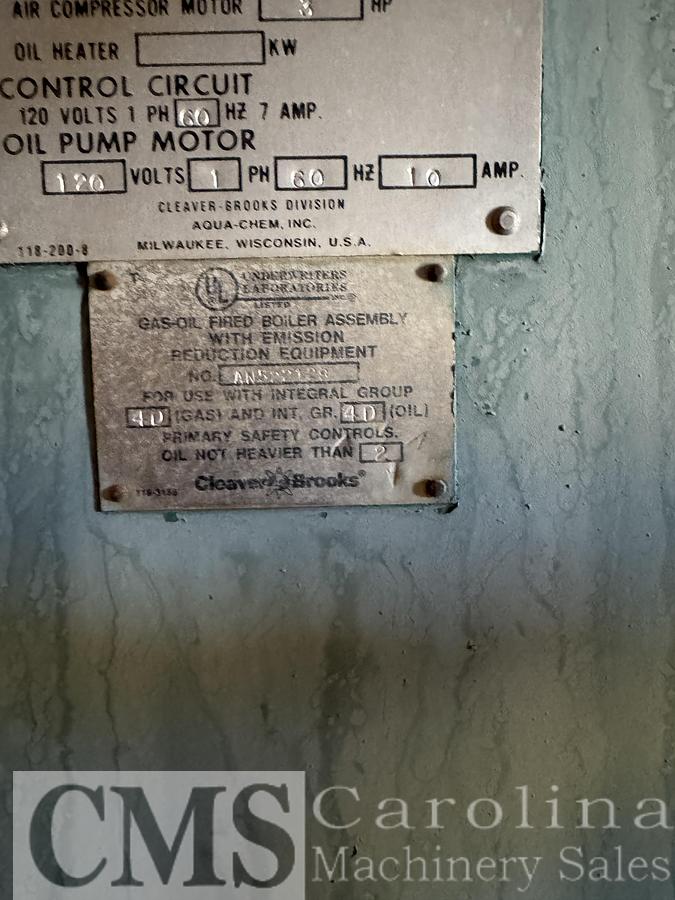 AIR COMPRESSOR MOTOR 3 HP
OIL HEATER KW
CONTROL CIRCUIT
120 VOLTS 1 PH 60 HZ 7 AMP.
OIL PUMP MOTOR
120 VOLTS 1 PH 60 HZ 10 AMP.
CLEAVER-BROOKS DIVISION
AQUA-CHEM, INC.
MILWAUKEE, WISCONSIN, U.S.A.
118-200-8
UL UNDERWRITERS
LABORATORIES
INC.®
LISTED
GAS-OIL FIRED BOILER ASSEMBLY
WITH EMISSION
REDUCTION EQUIPMENT
NO.
FOR USE WITH INTEGRAL GROUP
4D (GAS) AND INT. GR. 4D (OIL)
PRIMARY SAFETY CONTROLS.
OIL NOT HEAVIER THAN 2
Cleaver Brooks
CMS Carolina
Machinery Sales